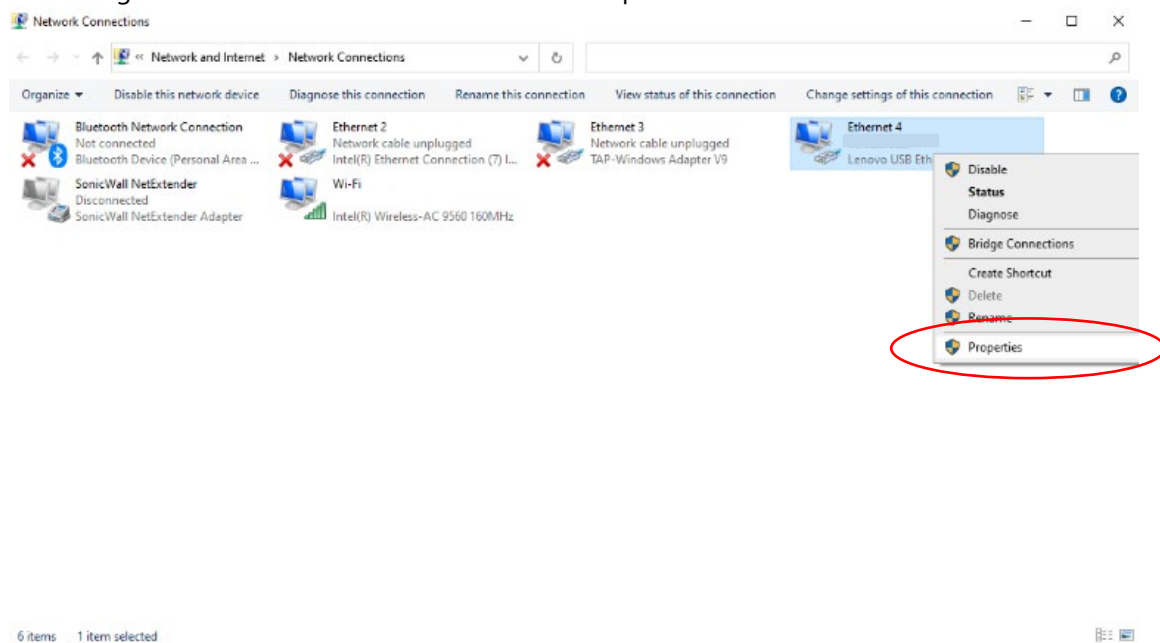 Network Connections
« Network and Internet > Network Connections
Organize Disable this network device Diagnose this connection Rename this connection View status of this connection Change settings of this connection
Bluetooth Network Connection
Not connected
Bluetooth Device (Personal Area ...
Ethernet 2
Network cable unplugged
Intel(R) Ethernet Connection (7) I...
Ethernet 3
Network cable unplugged
TAP-Windows Adapter V9
Ethernet 4
Lenovo USB Eth
SonicWall NetExtender
Disconnected
SonicWall NetExtender Adapter
Wi-Fi
Intel(R) Wireless-AC 9560 160MHz
Disable
Status
Diagnose
Bridge Connections
Create Shortcut
Delete
Rename
Properties
6 items 1 item selected